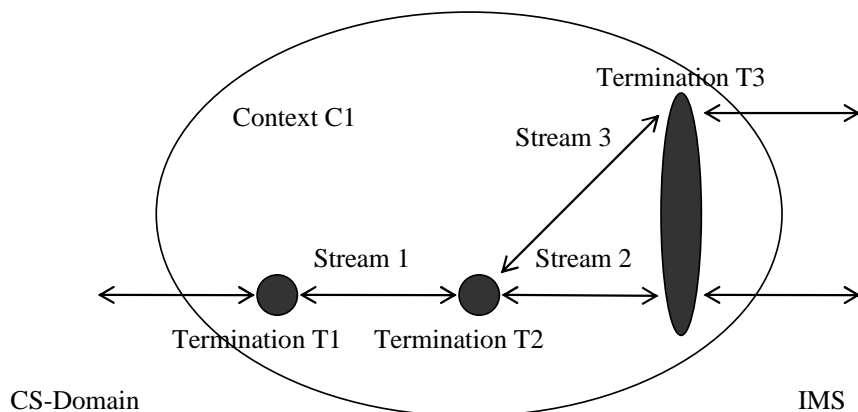 Termination T3
Context C1
Stream 3
Stream 1
Stream 2
Termination T1
Termination T2
CS-Domain
IMS